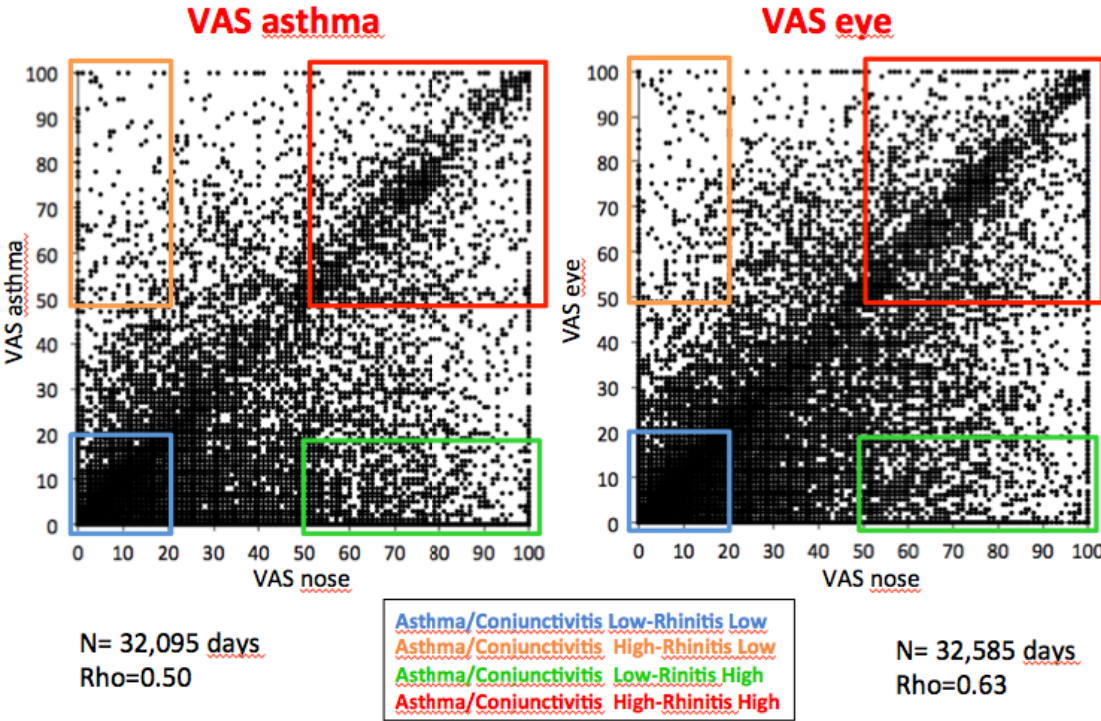 VAS asthma
VAS eye
100
90
80
70
60
50
40
30
20
10
0
VAS asthma
0 10 20 30 40 50 60 70 80 90 100
VAS nose
100
90
80
70
60
50
40
30
20
10
0
VAS eye
0 10 20 30 40 50 60 70 80 90 100
VAS nose
N= 32,095 days
Rho=0.50
Asthma/Conjunctivitis Low-Rhinitis Low
Asthma/Conjunctivitis High-Rhinitis Low
Asthma/Conjunctivitis Low-Rinitis High
Asthma/Conjunctivitis High-Rhinitis High
N= 32,585 days
Rho=0.63